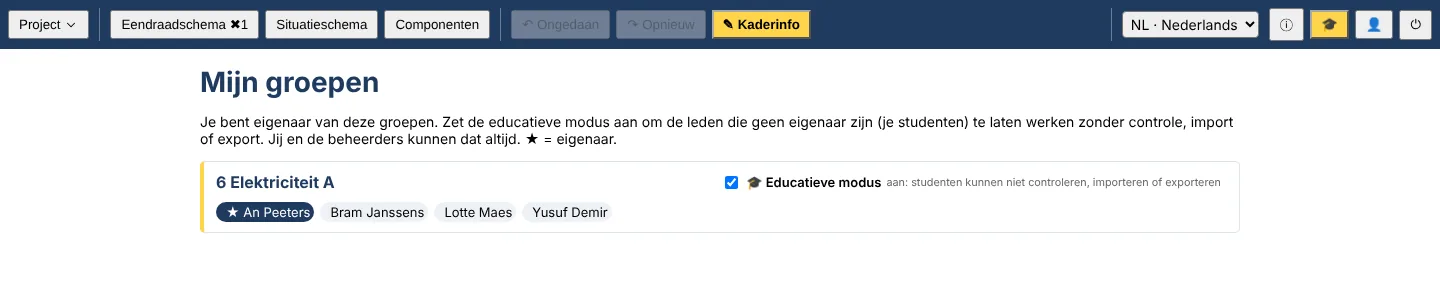 Project
Eendraadschema ✖1
Situatieschema
Componenten
↶ Ongedaan
↷ Opnieuw
✎ Kaderinfo
NL · Nederlands
ⓘ
🎓
👤
⏻
Mijn groepen
Je bent eigenaar van deze groepen. Zet de educatieve modus aan om de leden die geen eigenaar zijn (je studenten) te laten werken zonder controle, import
of export. Jij en de beheerders kunnen dat altijd. ★ = eigenaar.
6 Elektriciteit A
🎓 Educatieve modus aan: studenten kunnen niet controleren, importeren of exporteren
★ An Peeters
Bram Janssens
Lotte Maes
Yusuf Demir